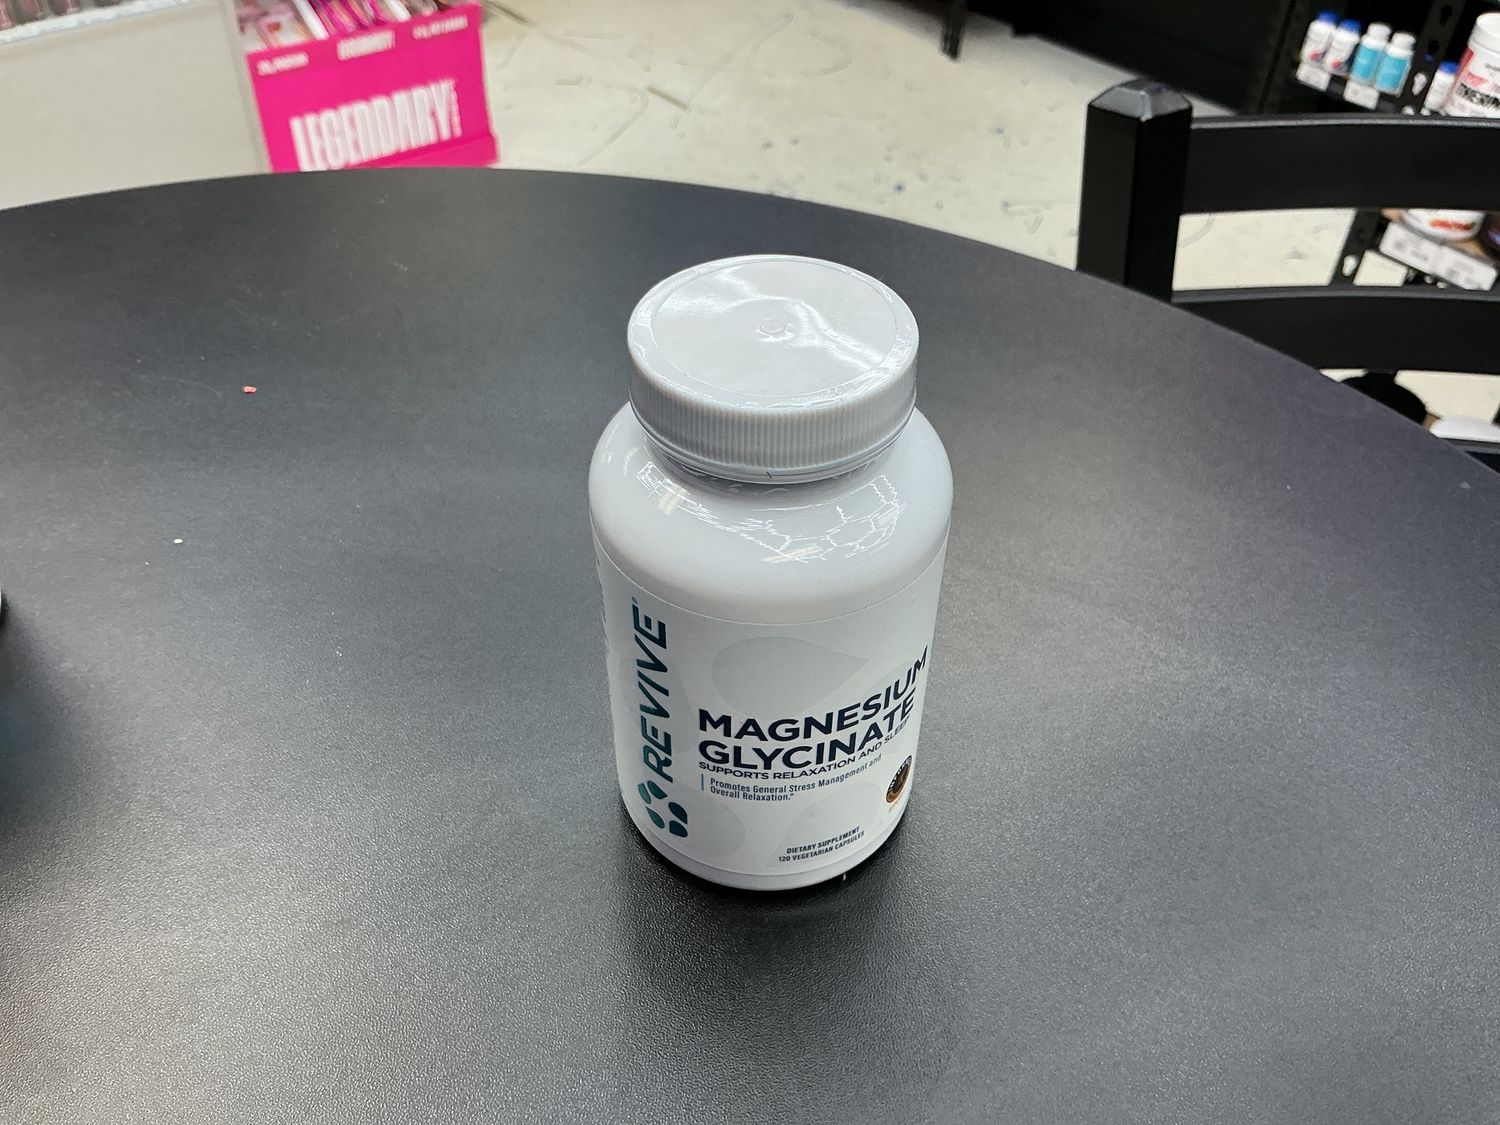 LEGENDARY
REVIVE
MAGNESIUM
GLYCINATE
SUPPORTS RELAXATION AND SLEEP
Promotes General Stress Management and
Overall Relaxation.*
DIETARY SUPPLEMENT
120 VEGETARIAN CAPSULES